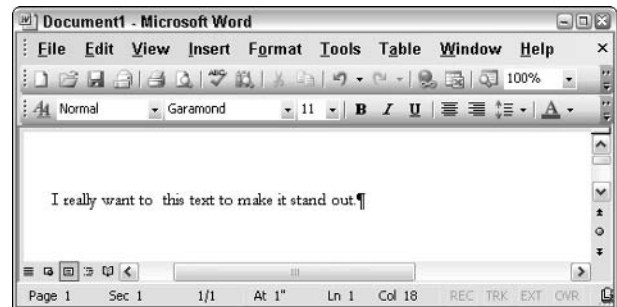 Document1 - Microsoft Word
File Edit View Insert Format Tools Table Window Help
100%
Normal Garamond 11 B I U A
I really want to  this text to make it stand out.¶
Page 1 Sec 1 1/1 At 1" Ln 1 Col 18 REC TRK EXT OVR